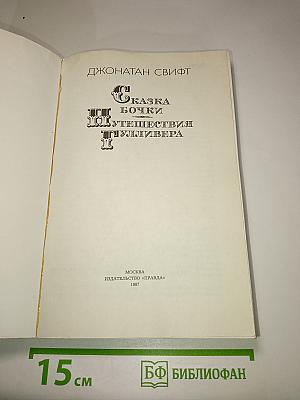 ДЖОНАТАН СВИФТ
СКАЗКА
БОЧКИ
ПУТЕШЕСТВИЯ
ГУЛЛИВЕРА
МОСКВА
ИЗДАТЕЛЬСТВО «ПРАВДА»
1987
15 см
БФ БИБЛИОФАН